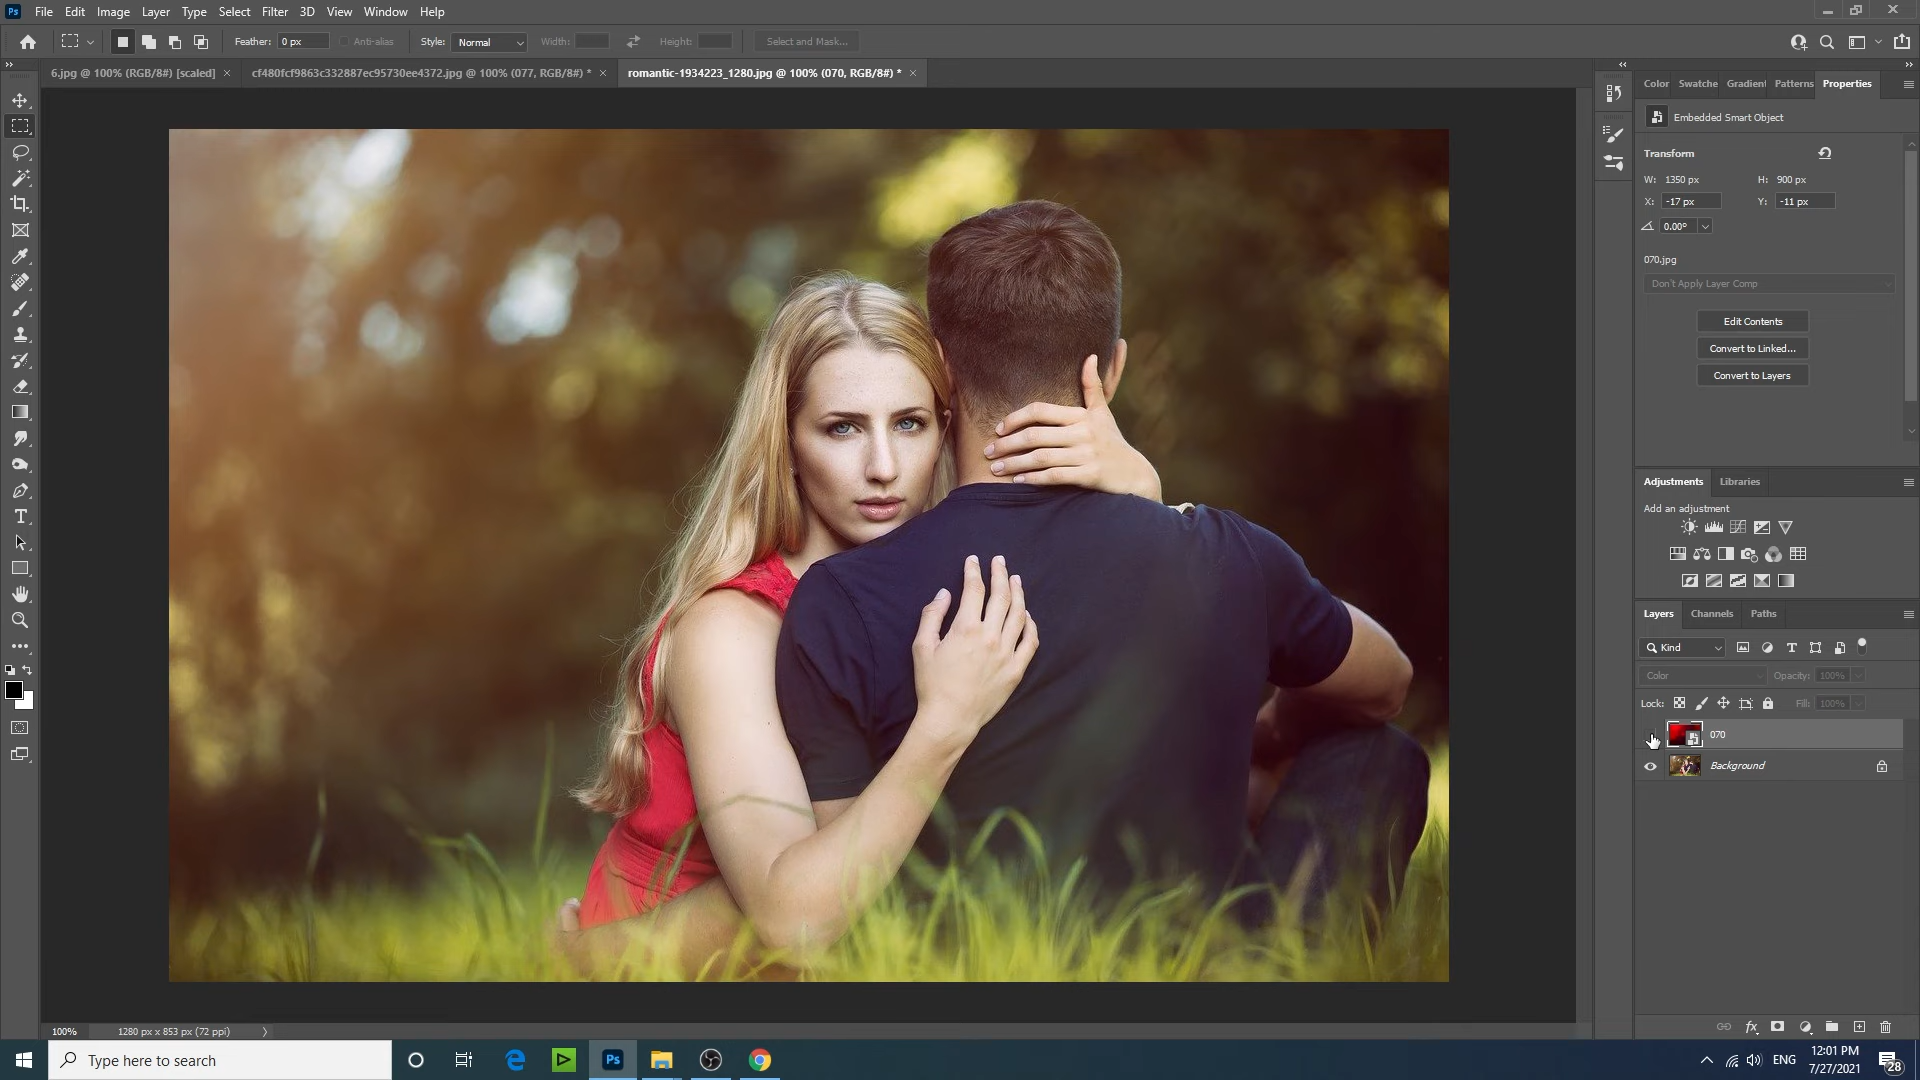 Ps File Edit Image Layer Type Select Filter 3D View Window Help
Feather: 0 px Anti-alias Style: Normal Width: Height: Select and Mask...
6.jpg @ 100% (RGB/8#) [scaled] × cf480fcf9863c332887ec95730ee4372.jpg @ 100% (077, RGB/8#) * × romantic-1934223_1280.jpg @ 100% (070, RGB/8#) * ×
Color Swatche Gradient Patterns Properties
Embedded Smart Object
Transform
W: 1350 px H: 900 px
X: -17 px Y: -11 px
0.00°
070.jpg
Don't Apply Layer Comp
Edit Contents
Convert to Linked...
Convert to Layers
Adjustments Libraries
Add an adjustment
Layers Channels Paths
Kind
Color Opacity: 100%
Lock: Fill: 100%
070
Background
100% 1280 px x 853 px (72 ppi)
Type here to search
Ps
ENG
12:01 PM
7/27/2021
28